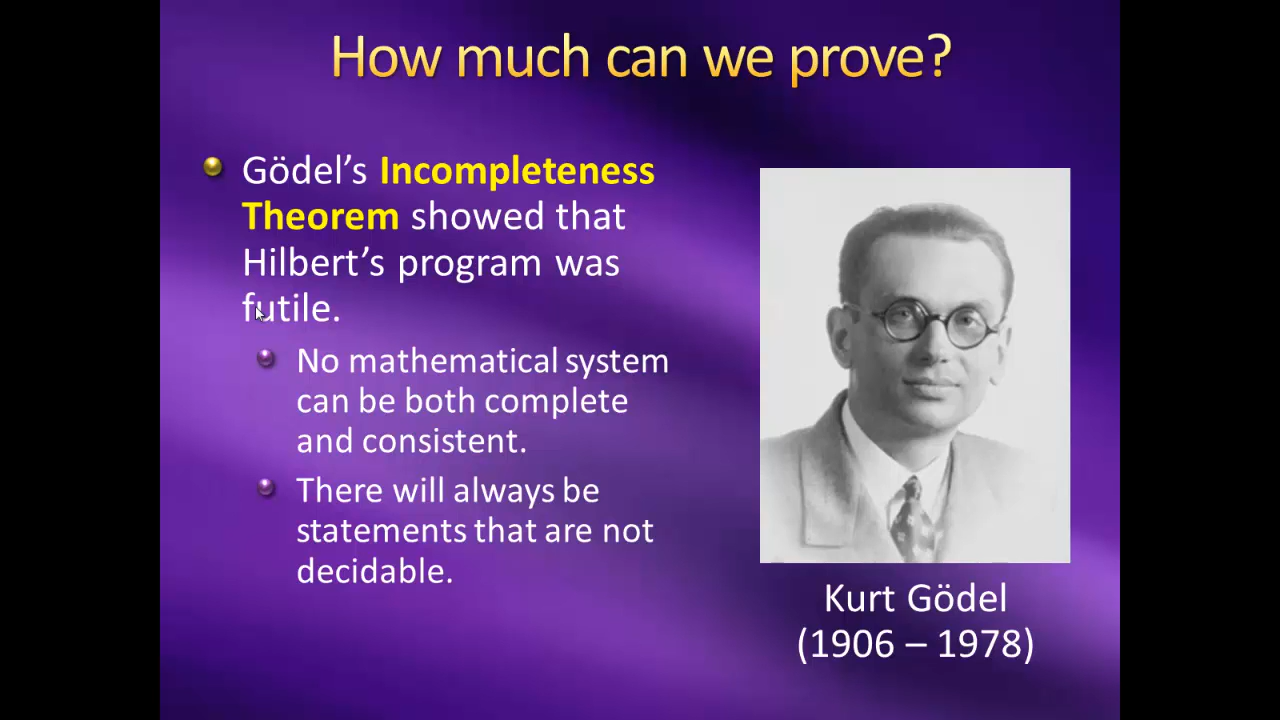 How much can we prove?
Gödel’s Incompleteness
Theorem showed that
Hilbert’s program was
futile.
No mathematical system
can be both complete
and consistent.
There will always be
statements that are not
decidable.
Kurt Gödel
(1906 – 1978)